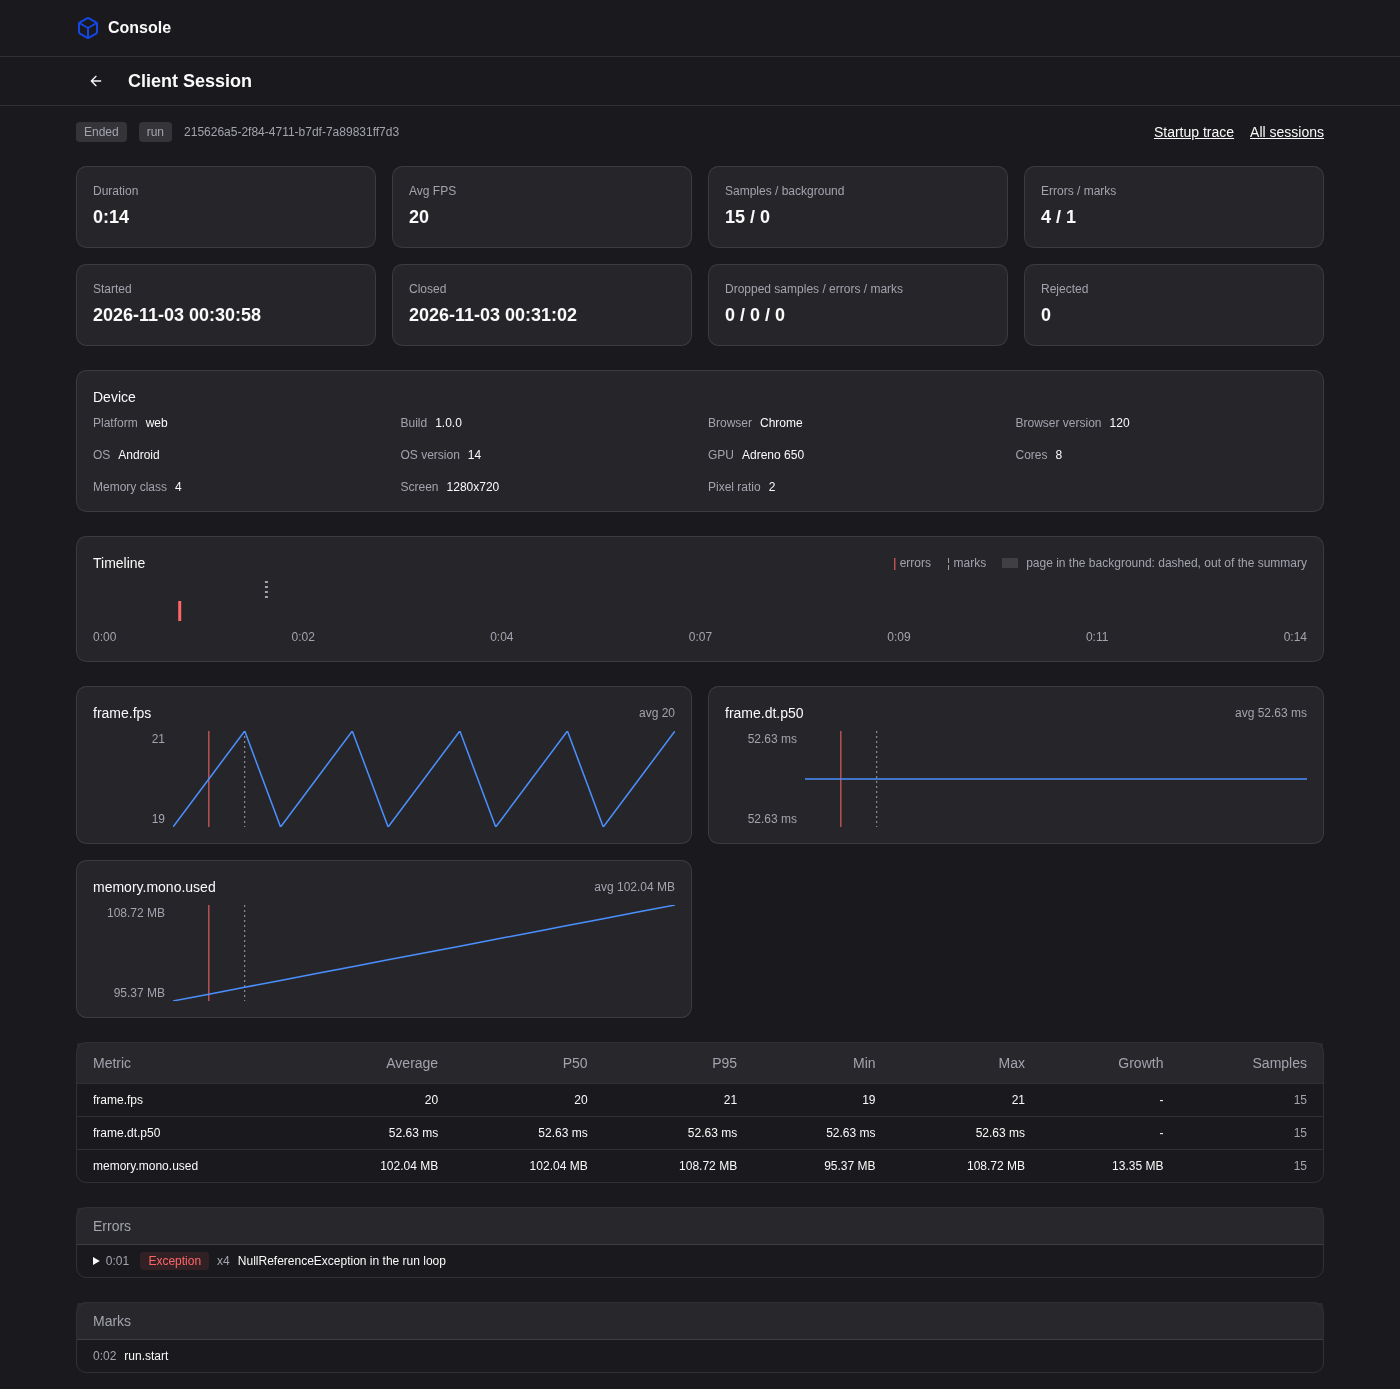 Console
Client Session
Ended run 215626a5-2f84-4711-b7df-7a89831ff7d3 Startup trace All sessions
Duration Avg FPS Samples / background Errors / marks
0:14 20 15 / 0 4 / 1
Started Closed Dropped samples / errors / marks Rejected
2026-11-03 00:30:58 2026-11-03 00:31:02 0 / 0 / 0 0
Device
Platform web Build 1.0.0 Browser Chrome Browser version 120
OS Android OS version 14 GPU Adreno 650 Cores 8
Memory class 4 Screen 1280x720 Pixel ratio 2
Timeline errors marks page in the background: dashed, out of the summary
0:00 0:02 0:04 0:07 0:09 0:11 0:14
frame.fps avg 20
21
19
frame.dt.p50 avg 52.63 ms
52.63 ms
52.63 ms
memory.mono.used avg 102.04 MB
108.72 MB
95.37 MB
Metric Average P50 P95 Min Max Growth Samples
frame.fps 20 20 21 19 21 - 15
frame.dt.p50 52.63 ms 52.63 ms 52.63 ms 52.63 ms 52.63 ms - 15
memory.mono.used 102.04 MB 102.04 MB 108.72 MB 95.37 MB 108.72 MB 13.35 MB 15
Errors
0:01 Exception x4 NullReferenceException in the run loop
Marks
0:02 run.start